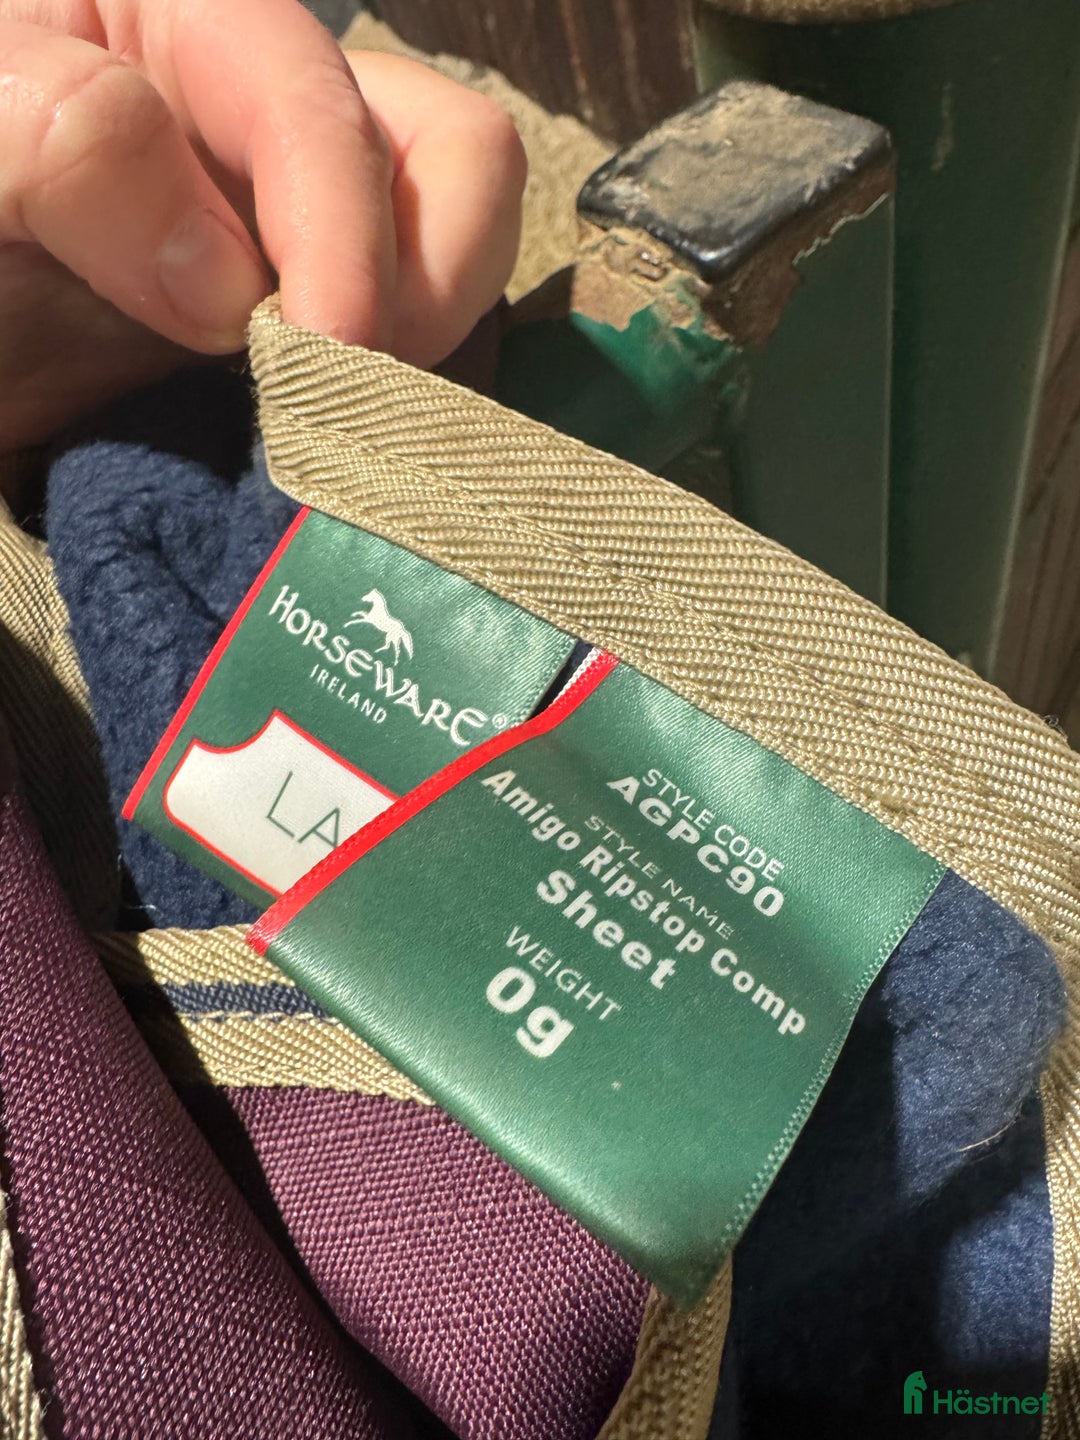 HORSEWARE®
IRELAND
LA
STYLE CODE
AGPC90
STYLE NAME
Amigo Ripstop Comp
Sheet
WEIGHT
0g
Hästnet